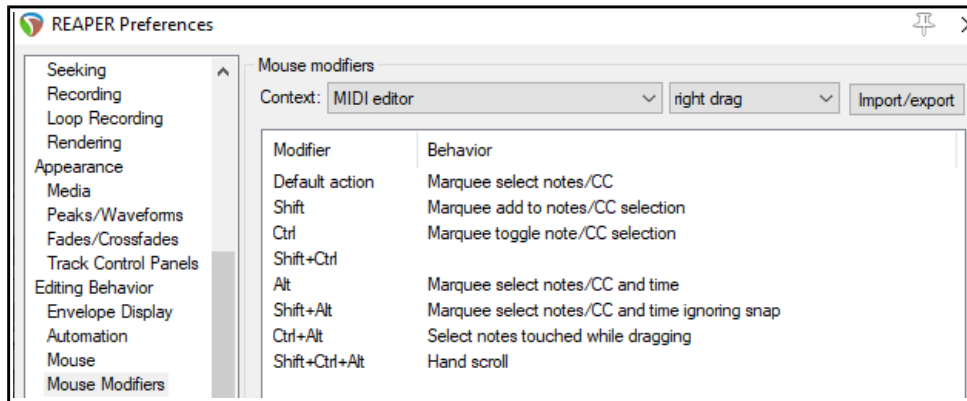 REAPER Preferences
Seeking
Recording
Loop Recording
Rendering
Appearance
Media
Peaks/Waveforms
Fades/Crossfades
Track Control Panels
Editing Behavior
Envelope Display
Automation
Mouse
Mouse Modifiers
Mouse modifiers
Context: MIDI editor right drag Import/export
Modifier Behavior
Default action Marquee select notes/CC
Shift Marquee add to notes/CC selection
Ctrl Marquee toggle note/CC selection
Shift+Ctrl
Alt Marquee select notes/CC and time
Shift+Alt Marquee select notes/CC and time ignoring snap
Ctrl+Alt Select notes touched while dragging
Shift+Ctrl+Alt Hand scroll